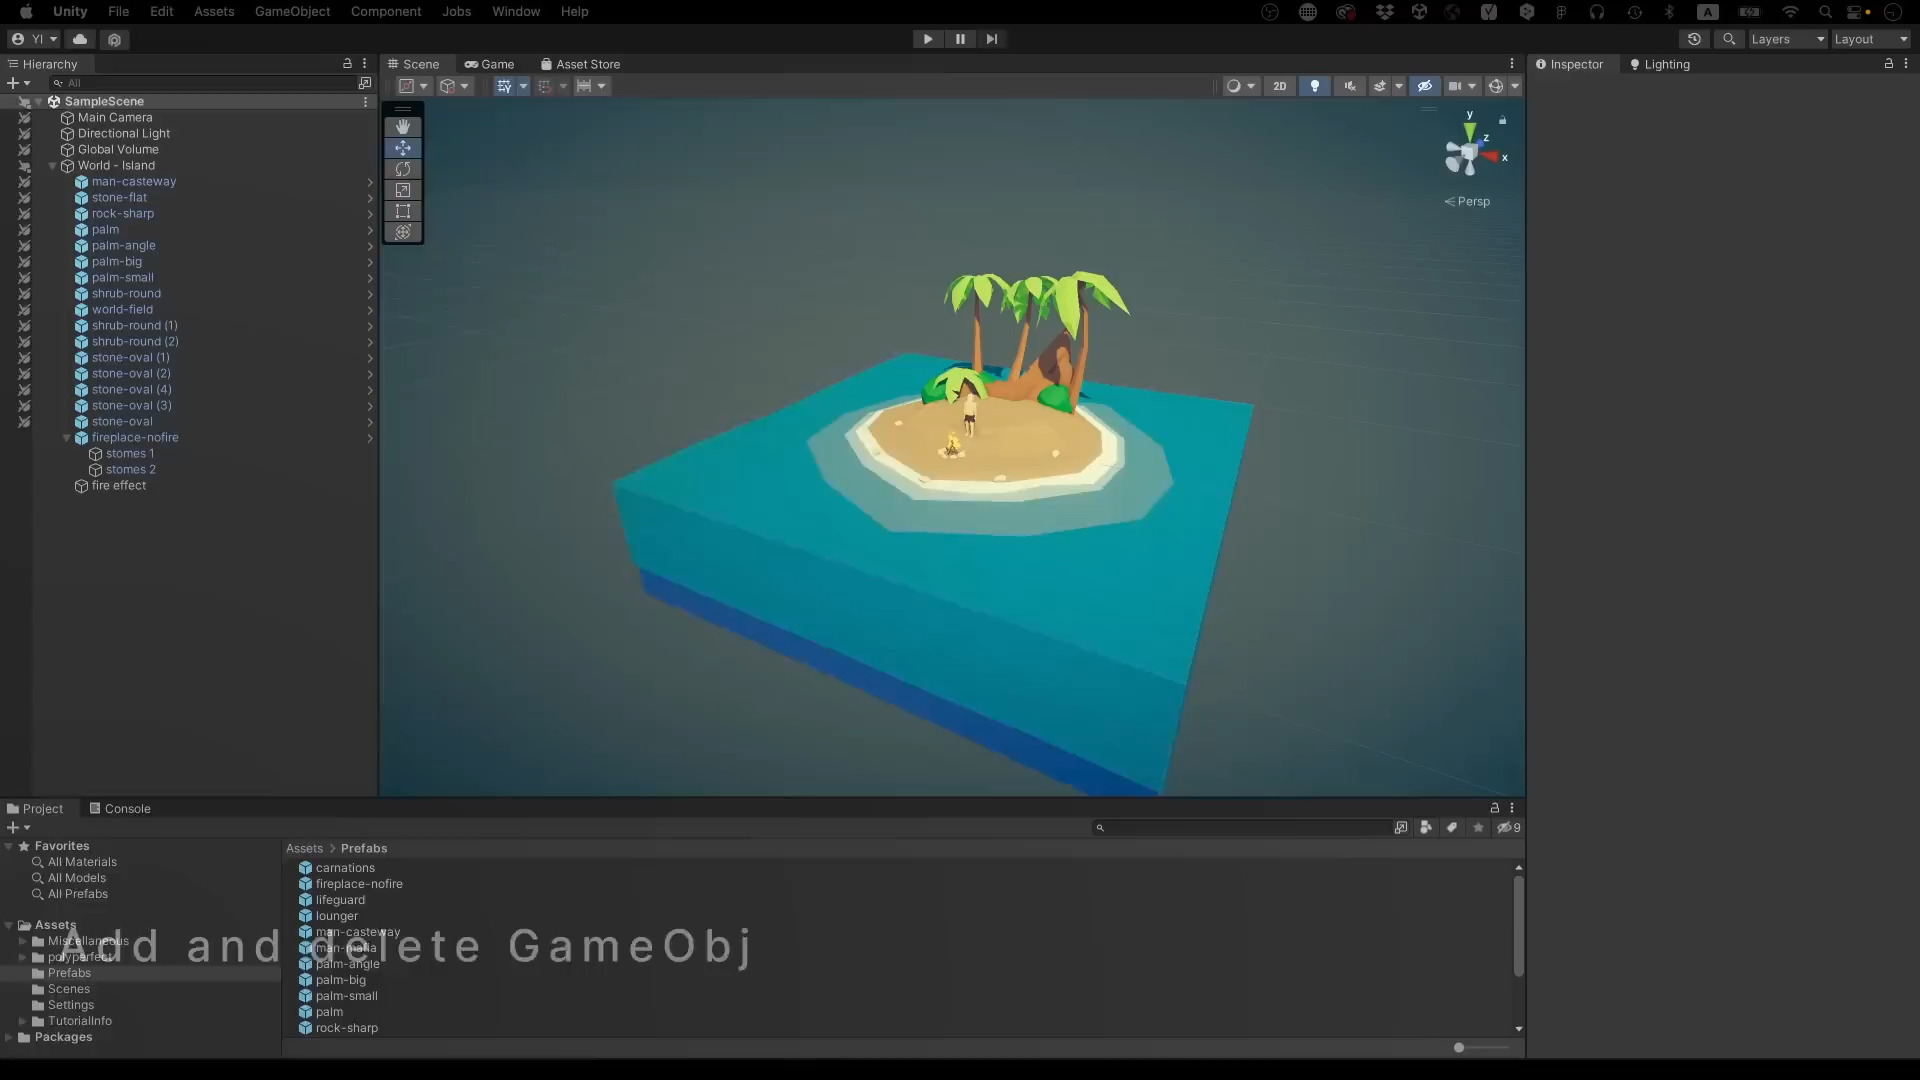 Unity File Edit Assets GameObject Component Jobs Window Help
YI
Layers Layout
Hierarchy
All
SampleScene
Main Camera
Directional Light
Global Volume
World - Island
man-casteway
stone-flat
rock-sharp
palm
palm-angle
palm-big
palm-small
shrub-round
world-field
shrub-round (1)
shrub-round (2)
stone-oval (1)
stone-oval (2)
stone-oval (4)
stone-oval (3)
stone-oval
fireplace-nofire
stomes 1
stomes 2
fire effect
Scene Game Asset Store
2D
y
z
x
Persp
Inspector Lighting
Project Console
9
Favorites
All Materials
All Models
All Prefabs
Assets
Miscellaneous
polyperfect
Prefabs
Scenes
Settings
TutorialInfo
Packages
Assets > Prefabs
carnations
fireplace-nofire
lifeguard
lounger
man-casteway
man-mafia
palm-angle
palm-big
palm-small
palm
rock-sharp
Add and delete GameObj